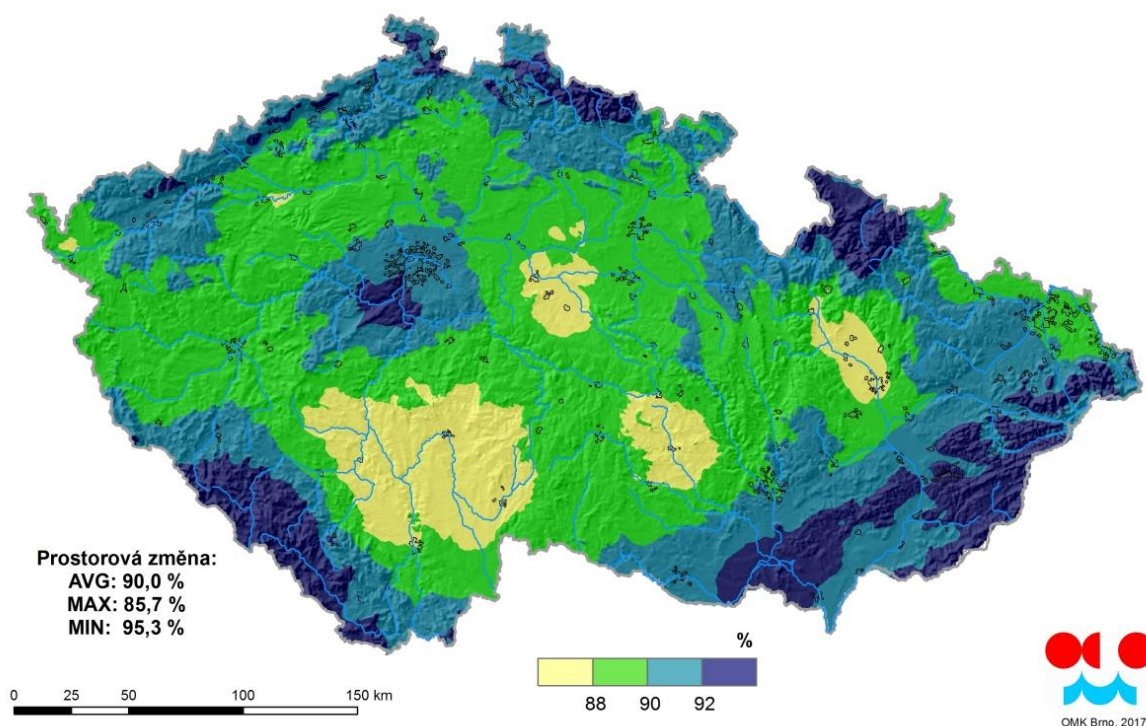 Prostorová změna:
AVG: 90,0 %
MAX: 85,7 %
MIN: 95,3 %
%
88 90 92
0 25 50 100 150 km
OMK Brno, 2017